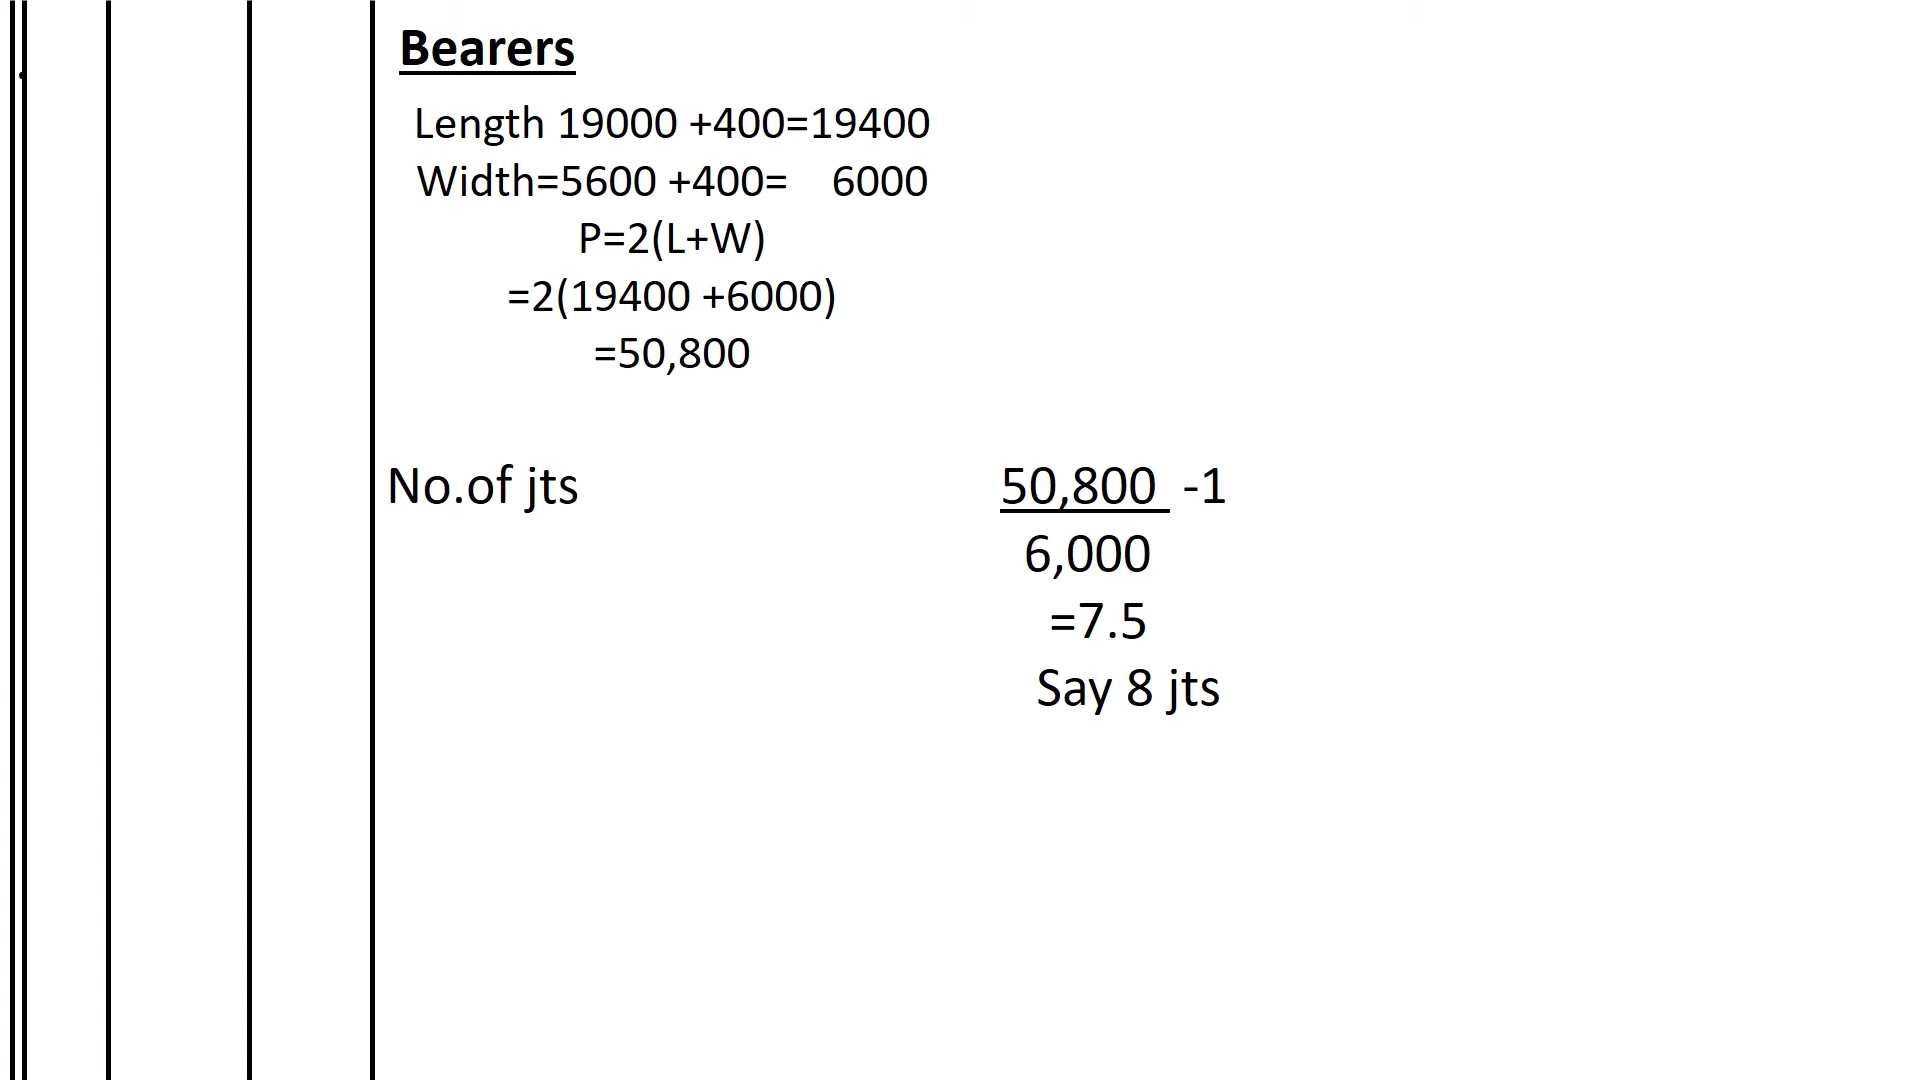 Bearers
Length 19000 +400=19400
Width=5600 +400= 6000
P=2(L+W)
=2(19400 +6000)
=50,800
No.of jts 50,800 -1
6,000
=7.5
Say 8 jts